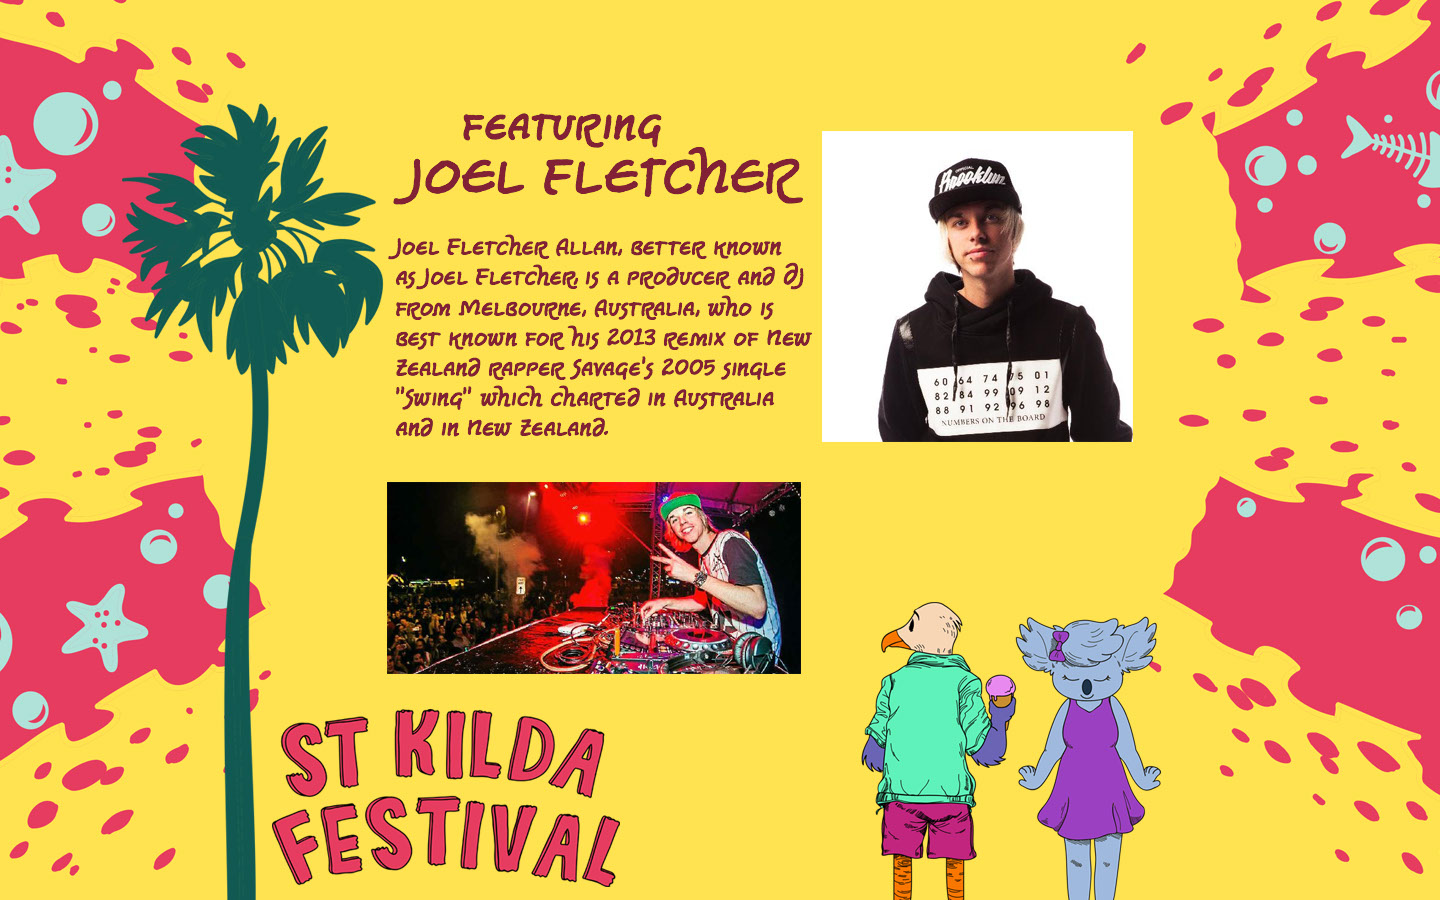 FEATURING
JOEL FLETCHER
Joel Fletcher Allan, better known
as Joel Fletcher, is a producer and DJ
from Melbourne, Australia, who is
best known for his 2013 remix of New
Zealand rapper Savage's 2005 single
"Swing" which charted in Australia
and in New Zealand.
Brooklyn
60 64 74 75 01
82 84 99 09 12
88 91 92 96 98
NUMBERS ON THE BOARD
ST KILDA
FESTIVAL